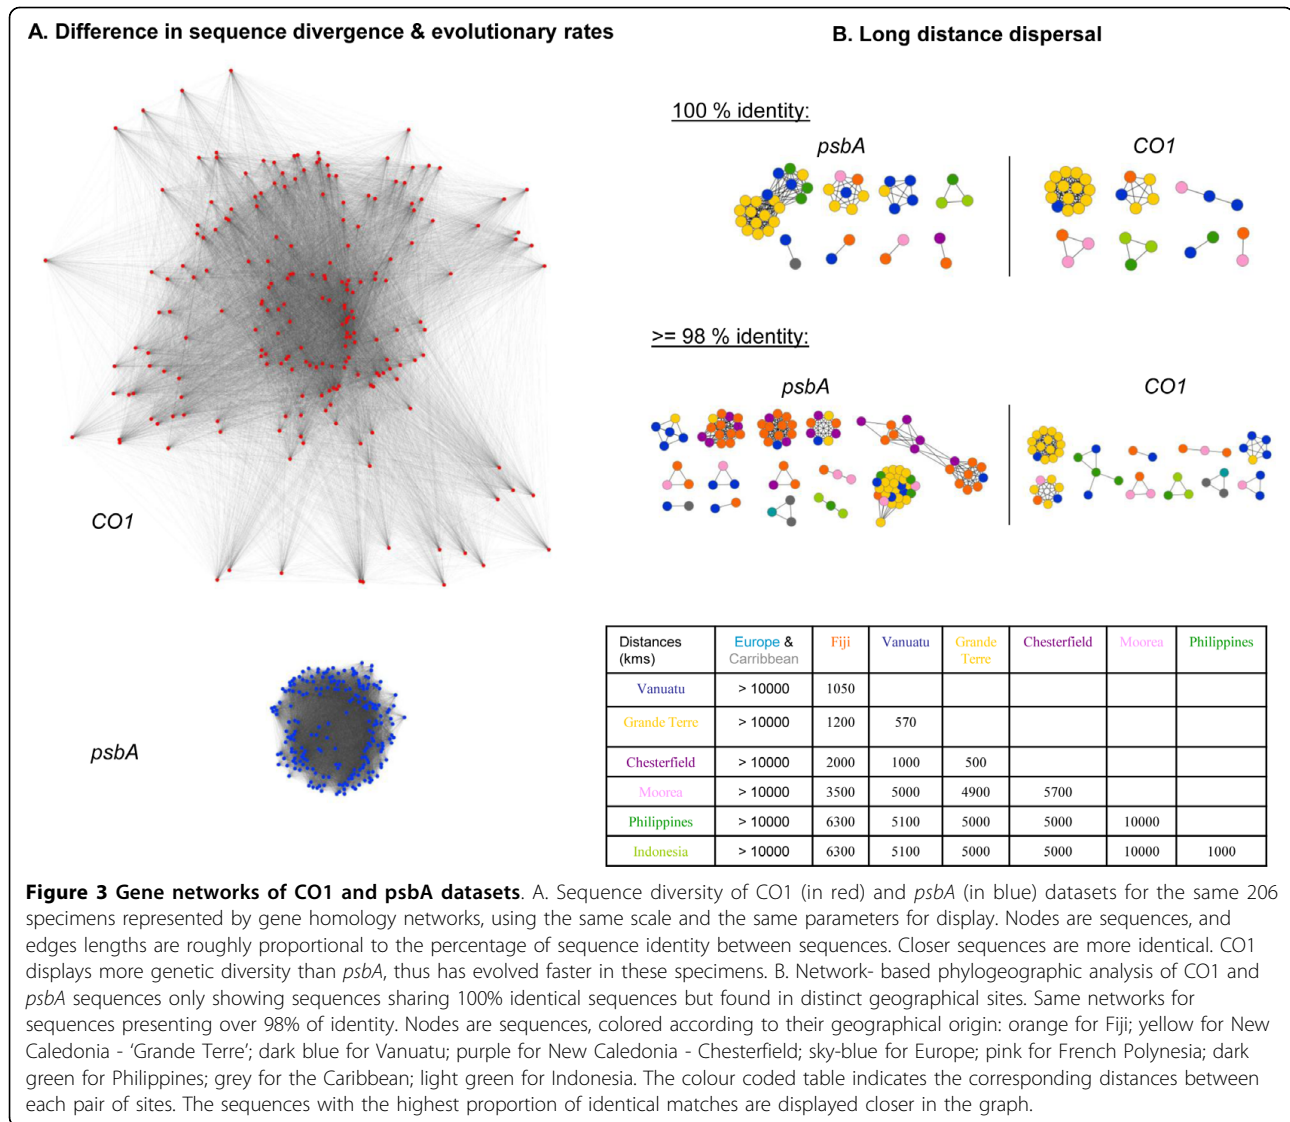 A. Difference in sequence divergence & evolutionary rates
B. Long distance dispersal
100 % identity:
psbA
CO1
>= 98 % identity:
psbA
CO1
CO1
psbA
Distances (kms) Europe & Carribbean Fiji Vanuatu Grande Terre Chesterfield Moorea Philippines
Vanuatu > 10000 1050
Grande Terre > 10000 1200 570
Chesterfield > 10000 2000 1000 500
Moorea > 10000 3500 5000 4900 5700
Philippines > 10000 6300 5100 5000 5000 10000
Indonesia > 10000 6300 5100 5000 5000 10000 1000
Figure 3 Gene networks of CO1 and psbA datasets. A. Sequence diversity of CO1 (in red) and psbA (in blue) datasets for the same 206
specimens represented by gene homology networks, using the same scale and the same parameters for display. Nodes are sequences, and
edges lengths are roughly proportional to the percentage of sequence identity between sequences. Closer sequences are more identical. CO1
displays more genetic diversity than psbA, thus has evolved faster in these specimens. B. Network- based phylogeographic analysis of CO1 and
psbA sequences only showing sequences sharing 100% identical sequences but found in distinct geographical sites. Same networks for
sequences presenting over 98% of identity. Nodes are sequences, colored according to their geographical origin: orange for Fiji; yellow for New
Caledonia - ‘Grande Terre’; dark blue for Vanuatu; purple for New Caledonia - Chesterfield; sky-blue for Europe; pink for French Polynesia; dark
green for Philippines; grey for the Caribbean; light green for Indonesia. The colour coded table indicates the corresponding distances between
each pair of sites. The sequences with the highest proportion of identical matches are displayed closer in the graph.